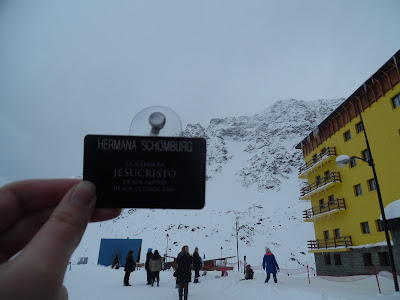 HERMANA SCHOMBURG
LA IGLESIA DE
JESUCRISTO
DE LOS SANTOS
DE LOS ÚLTIMOS DÍAS